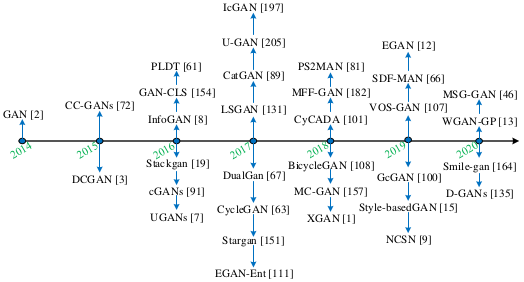 IcGAN [197]
U-GAN [205]
EGAN [12]
PLDT [61]
CatGAN [89]
PS2MAN [81]
SDF-MAN [66]
GAN-CLS [154]
MFF-GAN [182]
MSG-GAN [46]
CC-GANs [72]
LSGAN [131]
VOS-GAN [107]
GAN [2]
InfoGAN [8]
CyCADA [101]
WGAN-GP [13]
2014
2015
2016
2017
2018
2019
2020
DCGAN [3]
Stackgan [19]
DualGan [67]
BicycleGAN [108]
GcGAN [100]
Smile-gan [164]
cGANs [91]
MC-GAN [157]
D-GANs [135]
UGANs [7]
CycleGAN [63]
XGAN [1]
Style-basedGAN [15]
Stargan [151]
NCSN [9]
EGAN-Ent [111]